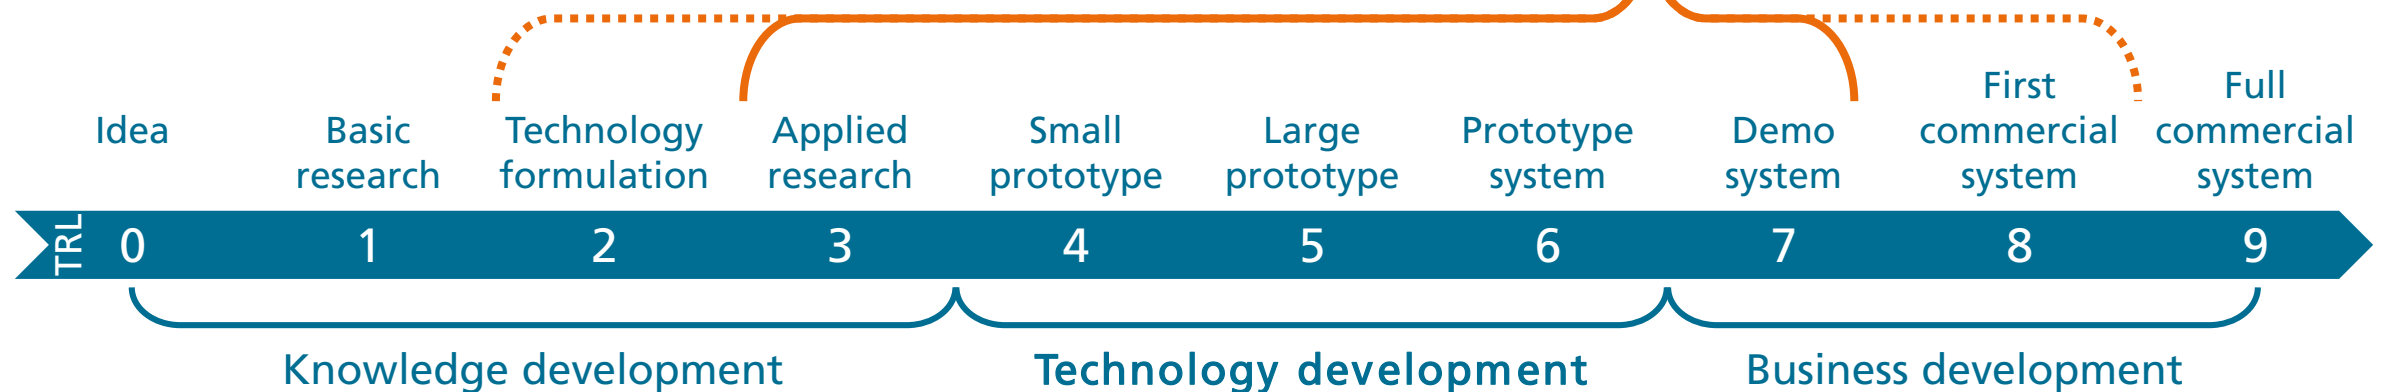 Idea
Basic
research
Technology
formulation
Applied
research
Small
prototype
Large
prototype
Prototype
system
Demo
system
First
commercial
system
Full
commercial
system
TRL 0 1 2 3 4 5 6 7 8 9
Knowledge development
Technology development
Business development